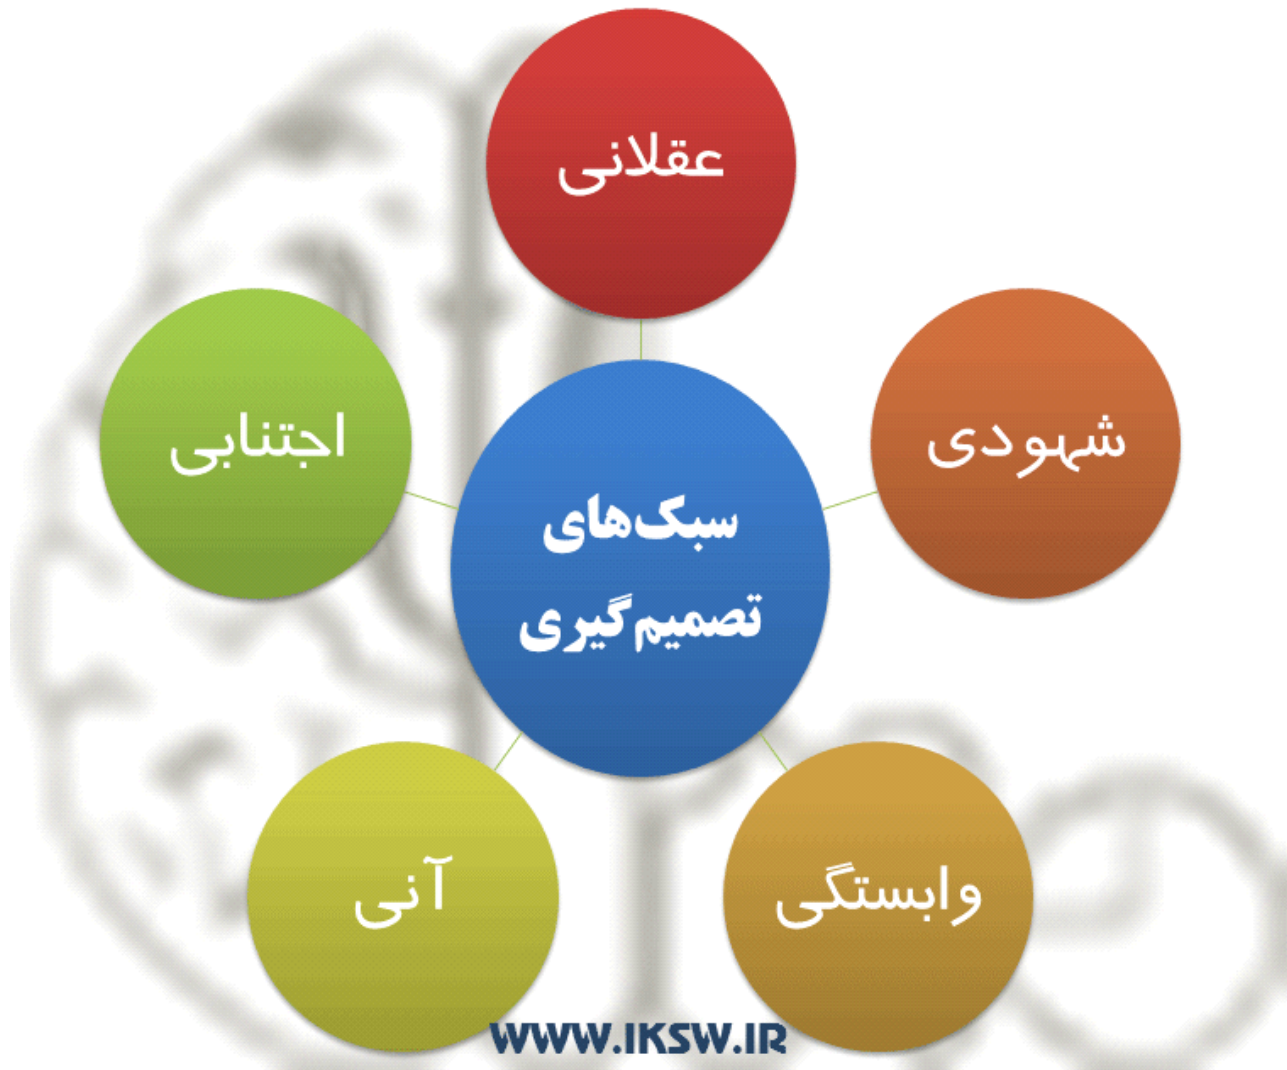 عقلانی
شهودی
اجتنابی
سبک‌های
تصمیم‌گیری
وابستگی
آنی
WWW.IKSW.IR